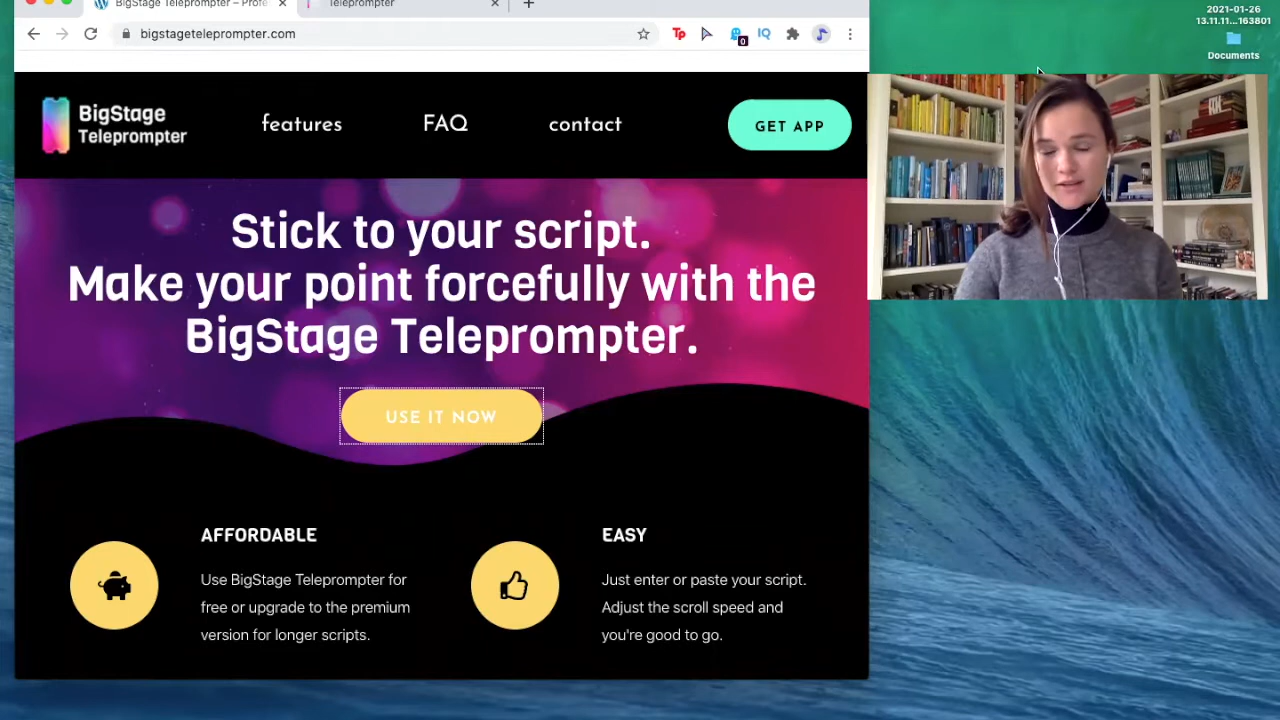 BigStage Teleprompter – Profe
Teleprompter
2021-01-26
13.11.11...163801
bigstageteleprompter.com
0
IQ
Documents
BigStage
Teleprompter
features
FAQ
contact
GET APP
Stick to your script.
Make your point forcefully with the
BigStage Teleprompter.
USE IT NOW
AFFORDABLE
Use BigStage Teleprompter for
free or upgrade to the premium
version for longer scripts.
EASY
Just enter or paste your script.
Adjust the scroll speed and
you're good to go.